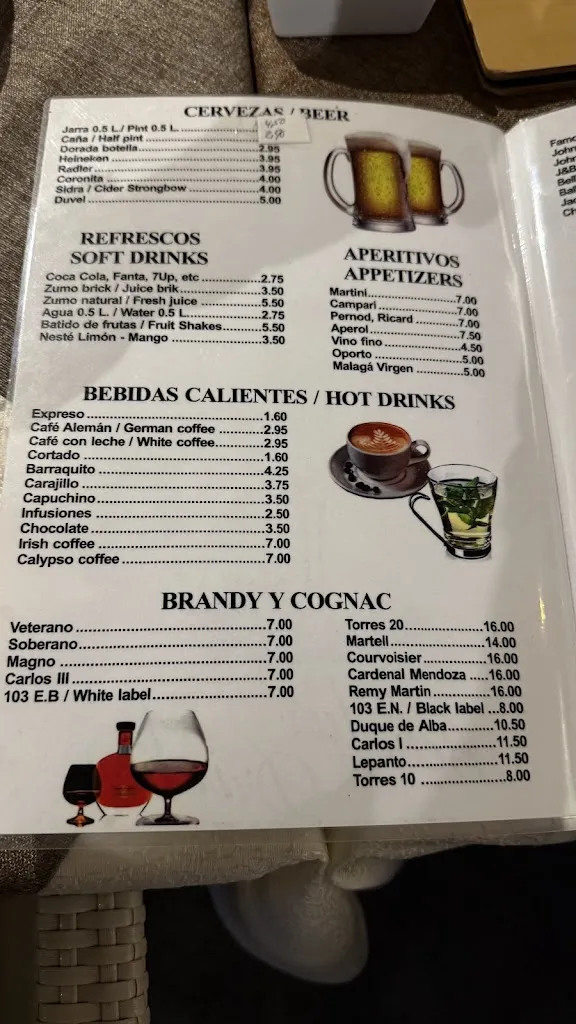 CERVEZAS / BEER
Jarra 0.5 L./ Pint 0.5 L.
Caña / Half pint
Dorada botella 2.95
Heineken 3.95
Radler 3.95
Coronita 4.00
Sidra / Cider Strongbow 4.00
Duvel 5.00
REFRESCOS
SOFT DRINKS
Coca Cola, Fanta, 7Up, etc 2.75
Zumo brick / Juice brik 3.50
Zumo natural / Fresh juice 5.50
Agua 0.5 L. / Water 0.5 L. 2.75
Batido de frutas / Fruit Shakes 5.50
Nesté Limón - Mango 3.50
APERITIVOS
APPETIZERS
Martini 7.00
Campari 7.00
Pernod, Ricard 7.00
Aperol 7.50
Vino fino 4.50
Oporto 5.00
Malagá Virgen 5.00
BEBIDAS CALIENTES / HOT DRINKS
Expreso 1.60
Café Alemán / German coffee 2.95
Café con leche / White coffee 2.95
Cortado 1.60
Barraquito 4.25
Carajillo 3.75
Capuchino 3.50
Infusiones 2.50
Chocolate 3.50
Irish coffee 7.00
Calypso coffee 7.00
BRANDY Y COGNAC
Veterano 7.00
Soberano 7.00
Magno 7.00
Carlos III 7.00
103 E.B / White label 7.00
Torres 20 16.00
Martell 14.00
Courvoisier 16.00
Cardenal Mendoza 16.00
Remy Martin 16.00
103 E.N. / Black label 8.00
Duque de Alba 10.50
Carlos I 11.50
Lepanto 11.50
Torres 10 8.00
J&B